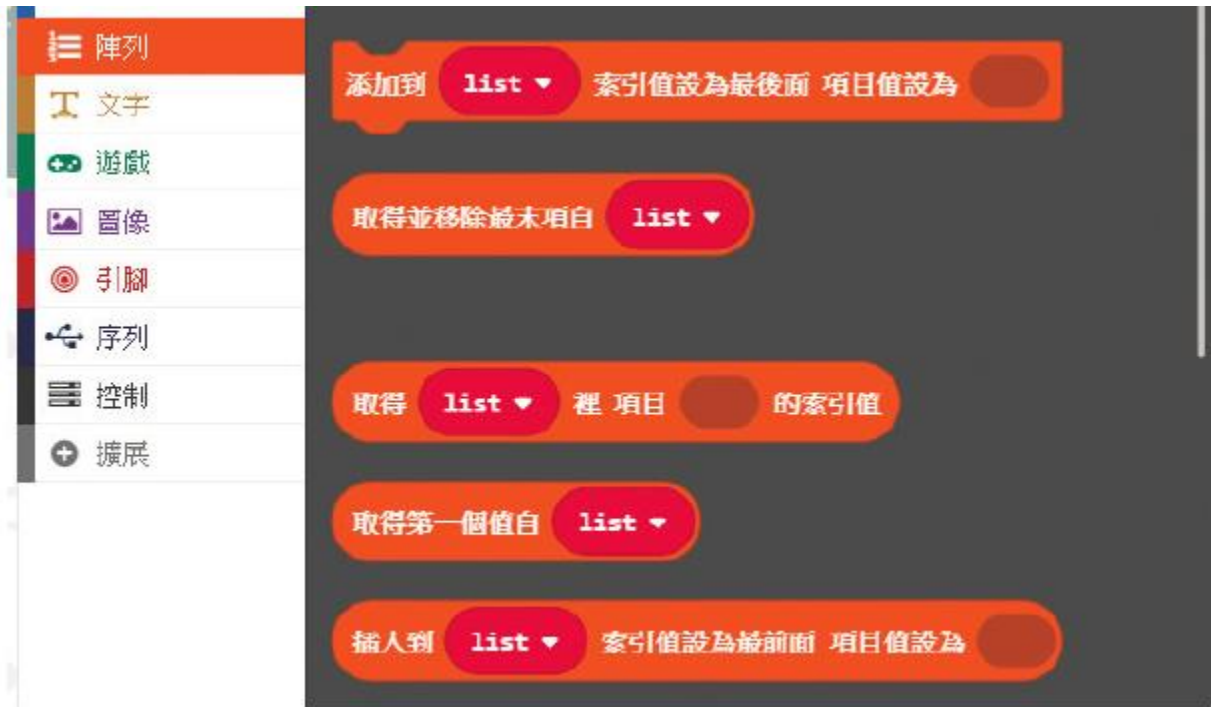 陣列
文字
遊戲
圖像
引腳
序列
控制
擴展
添加到 list 索引值設為最後面 項目值設為
取得並移除最末項自 list
取得 list 裡 項目 的索引值
取得第一個值自 list
插入到 list 索引值設為最前面 項目值設為